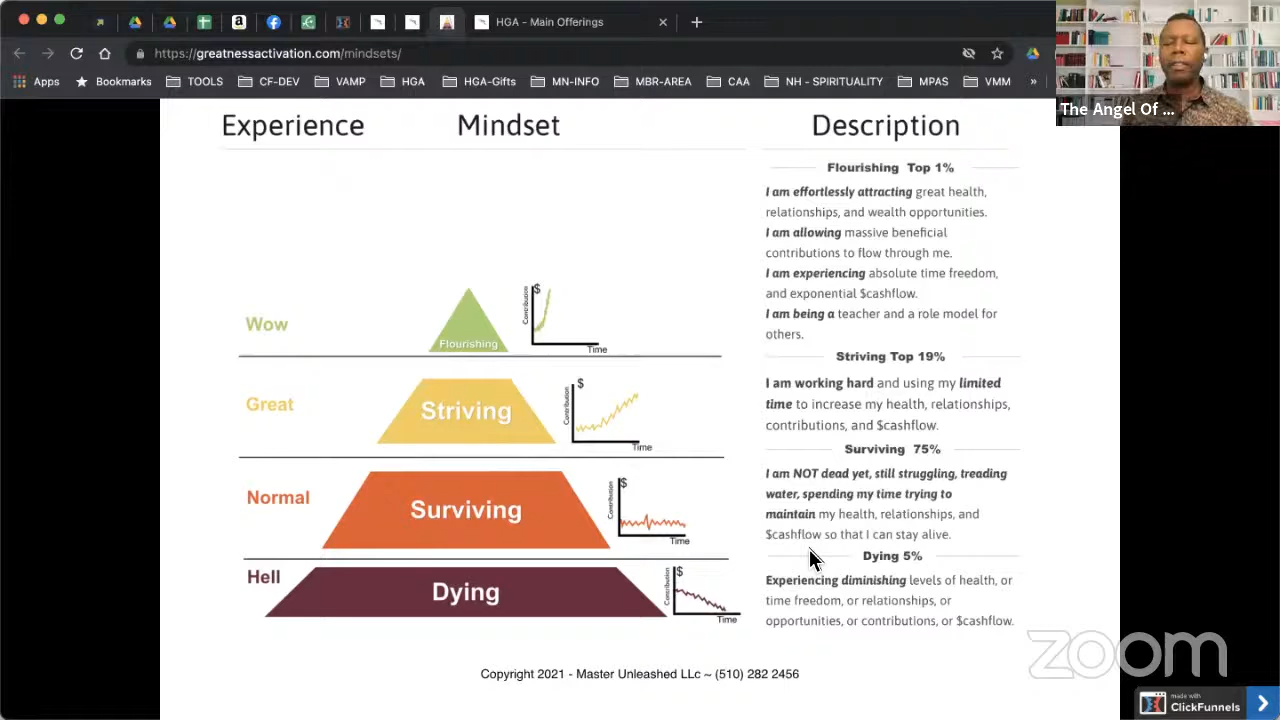 HGA - Main Offerings
https://greatnessactivation.com/mindsets/
Apps
Bookmarks
TOOLS
CF-DEV
VAMP
HGA
HGA-Gifts
MN-INFO
MBR-AREA
CAA
NH - SPIRITUALITY
MPAS
VMM
»
The Angel Of ...
Experience
Mindset
Description
Flourishing Top 1%
I am effortlessly attracting great health,
relationships, and wealth opportunities.
I am allowing massive beneficial
contributions to flow through me.
I am experiencing absolute time freedom,
and exponential $cashflow.
I am being a teacher and a role model for
others.
Wow
Flourishing
Contribution
$
Time
Striving Top 19%
I am working hard and using my limited
time to increase my health, relationships,
contributions, and $cashflow.
Great
Striving
Contribution
$
Time
Surviving 75%
I am NOT dead yet, still struggling, treading
water, spending my time trying to
maintain my health, relationships, and
$cashflow so that I can stay alive.
Normal
Surviving
Contribution
$
Time
Dying 5%
Experiencing diminishing levels of health, or
time freedom, or relationships, or
opportunities, or contributions, or $cashflow.
Hell
Dying
Contribution
$
Time
Copyright 2021 - Master Unleashed LLc ~ (510) 282 2456
zoom
made with
ClickFunnels